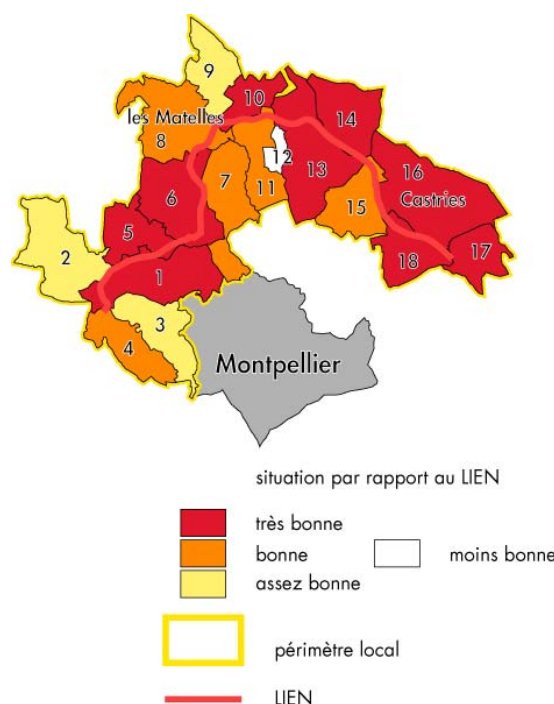 9
10
les Matelles
14
8
12
6
13
16
7
11
Castries
15
5
2
18
17
1
3
4
Montpellier
situation par rapport au LIEN
très bonne
bonne
moins bonne
assez bonne
périmètre local
LIEN